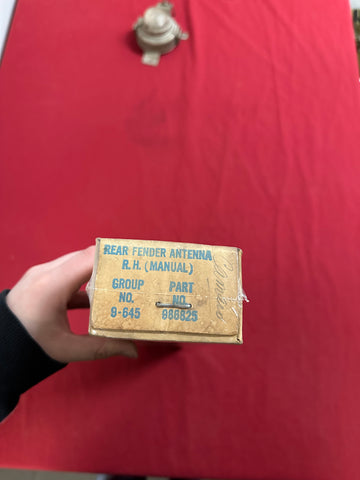 REAR FENDER ANTENNA
R.H. (MANUAL)
GROUP PART
NO. NO.
9-645 986825